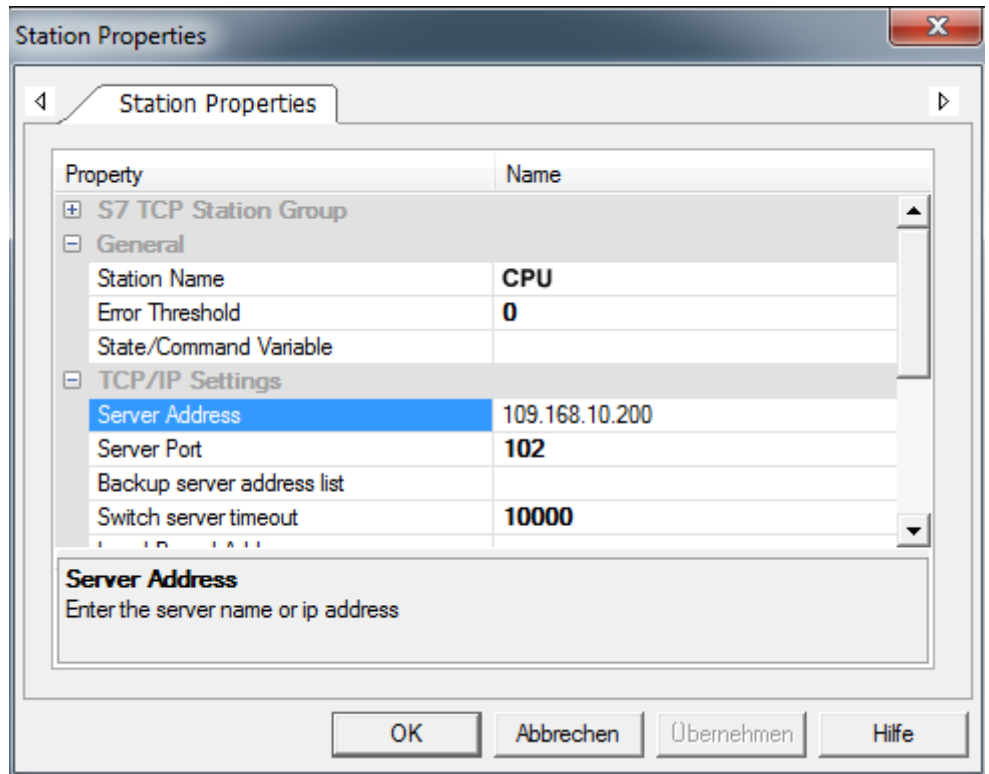 Station Properties
Station Properties
Property Name
S7 TCP Station Group
General
Station Name CPU
Error Threshold 0
State/Command Variable
TCP/IP Settings
Server Address 109.168.10.200
Server Port 102
Backup server address list
Switch server timeout 10000
Server Address
Enter the server name or ip address
OK Abbrechen Übernehmen Hilfe